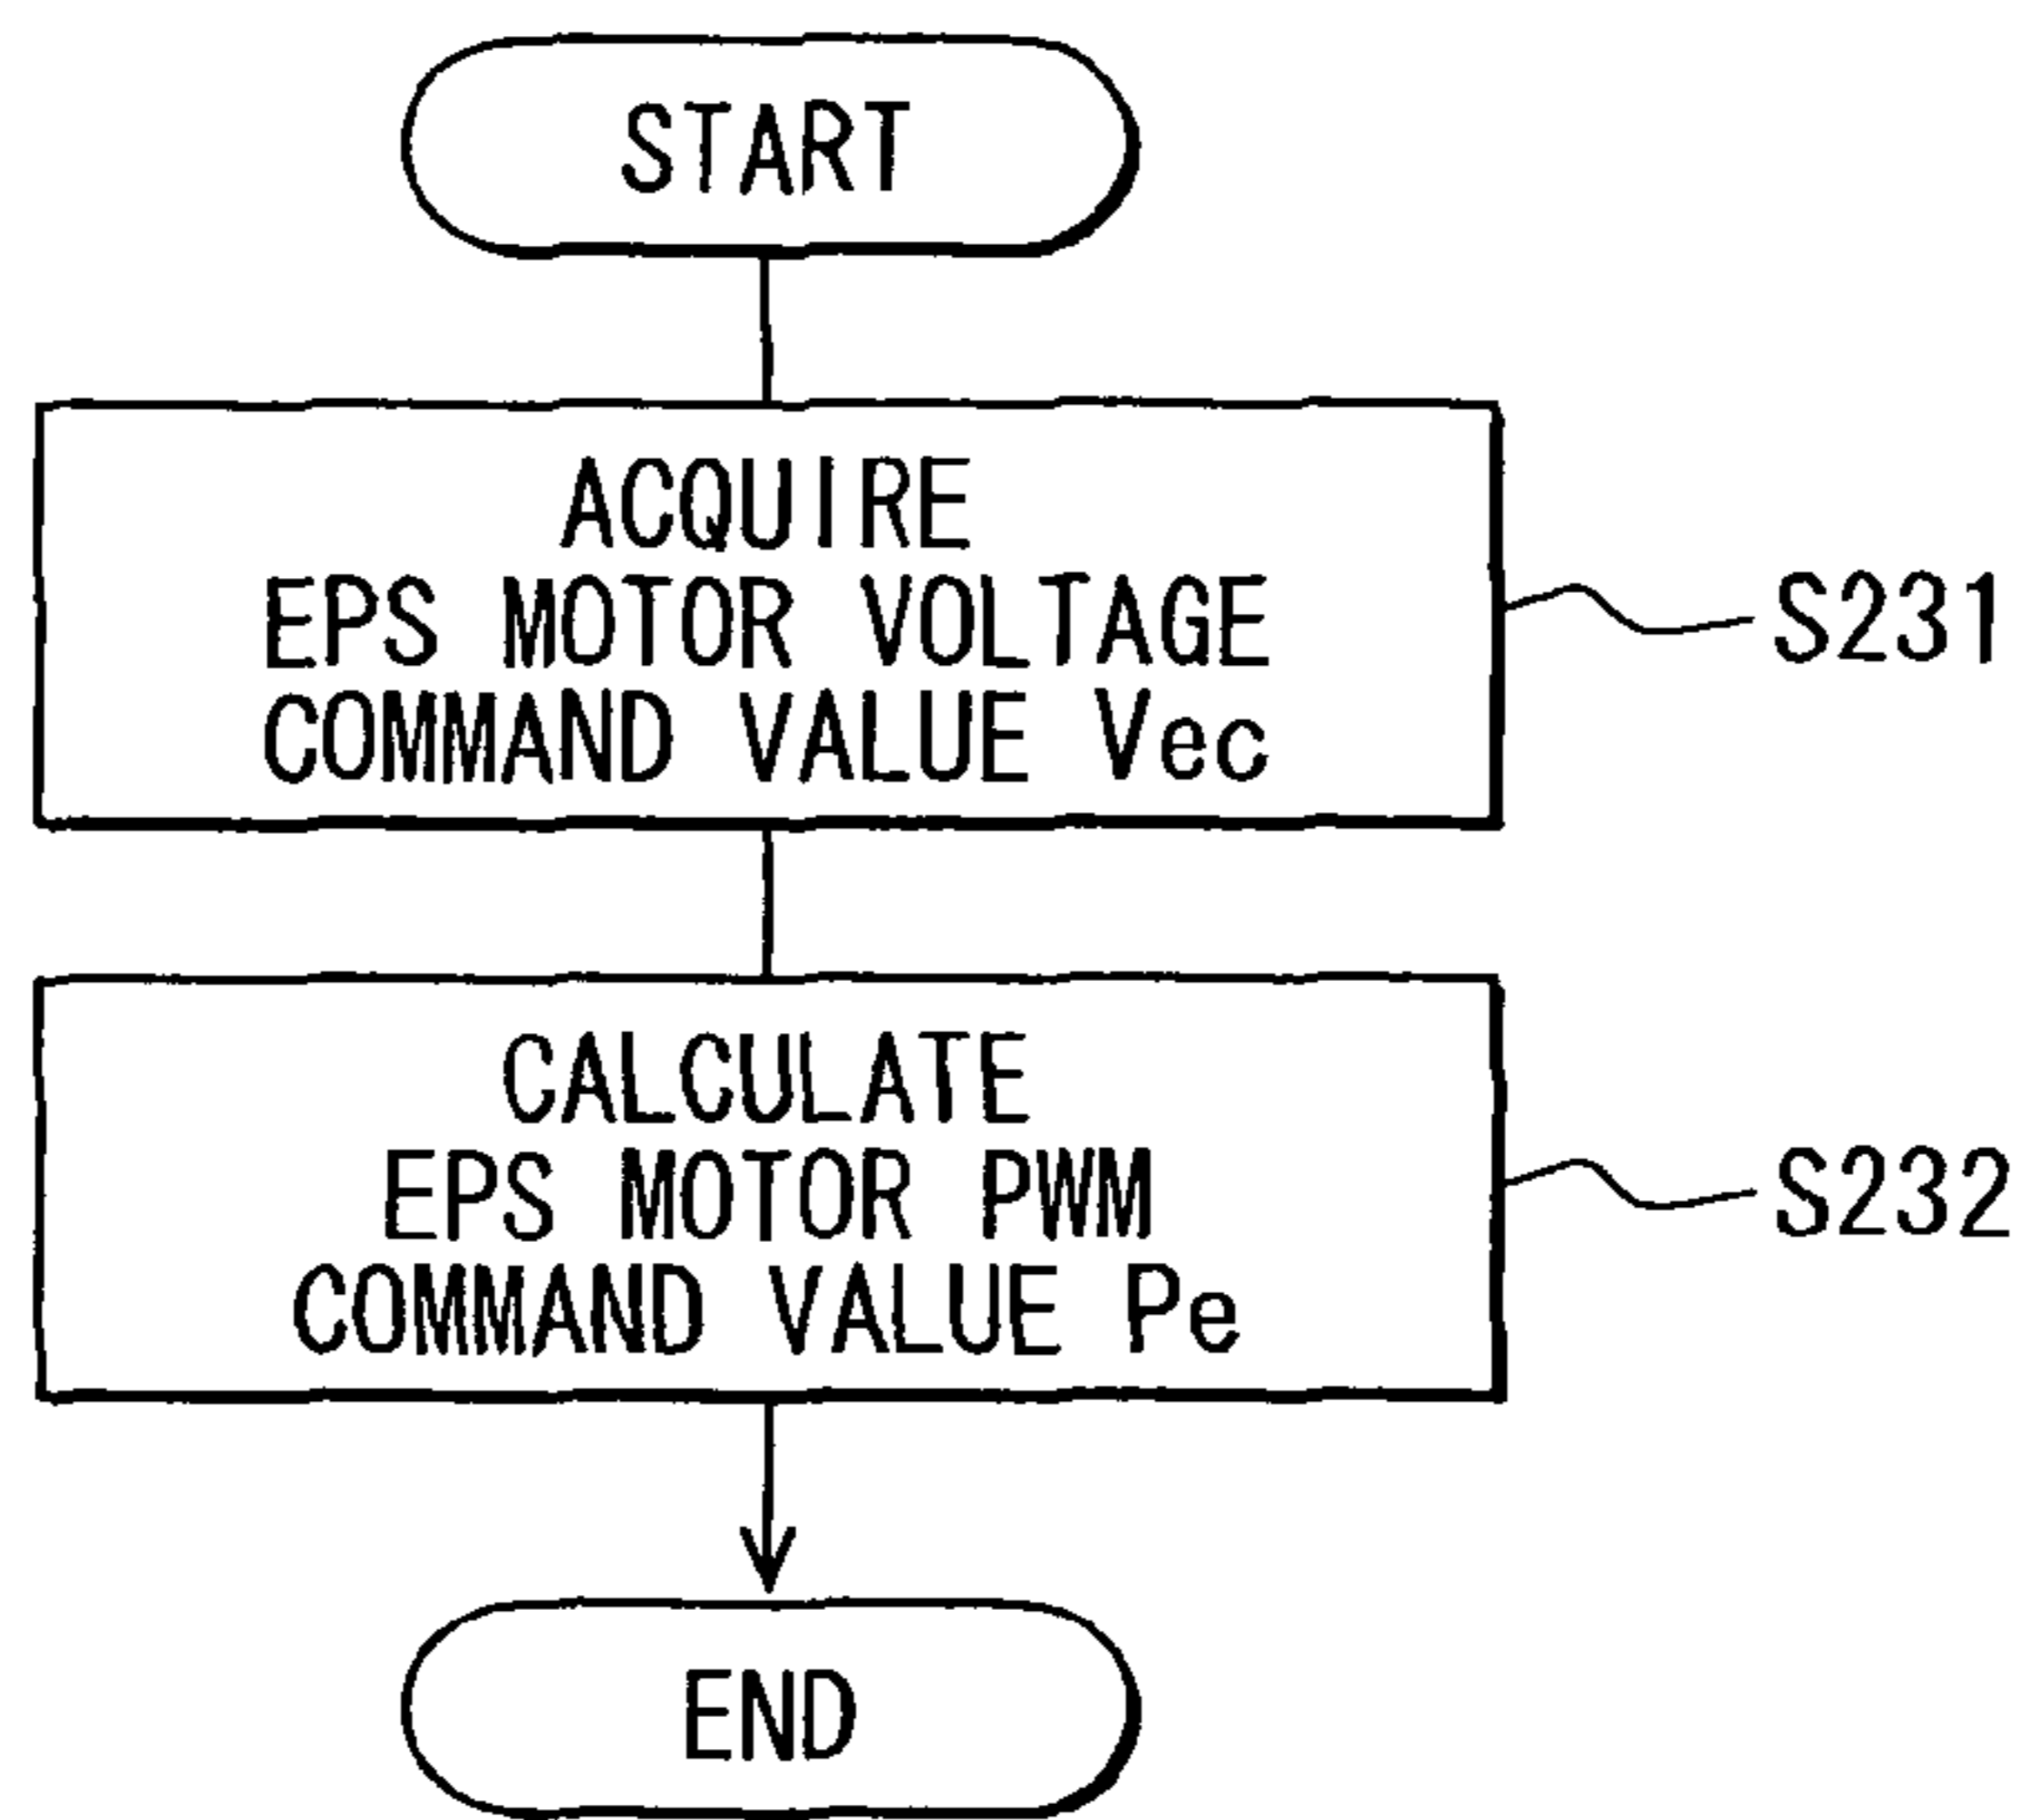 START
ACQUIRE
EPS MOTOR VOLTAGE
COMMAND VALUE Vec
S231
CALCULATE
EPS MOTOR PWM
COMMAND VALUE Pe
S232
END